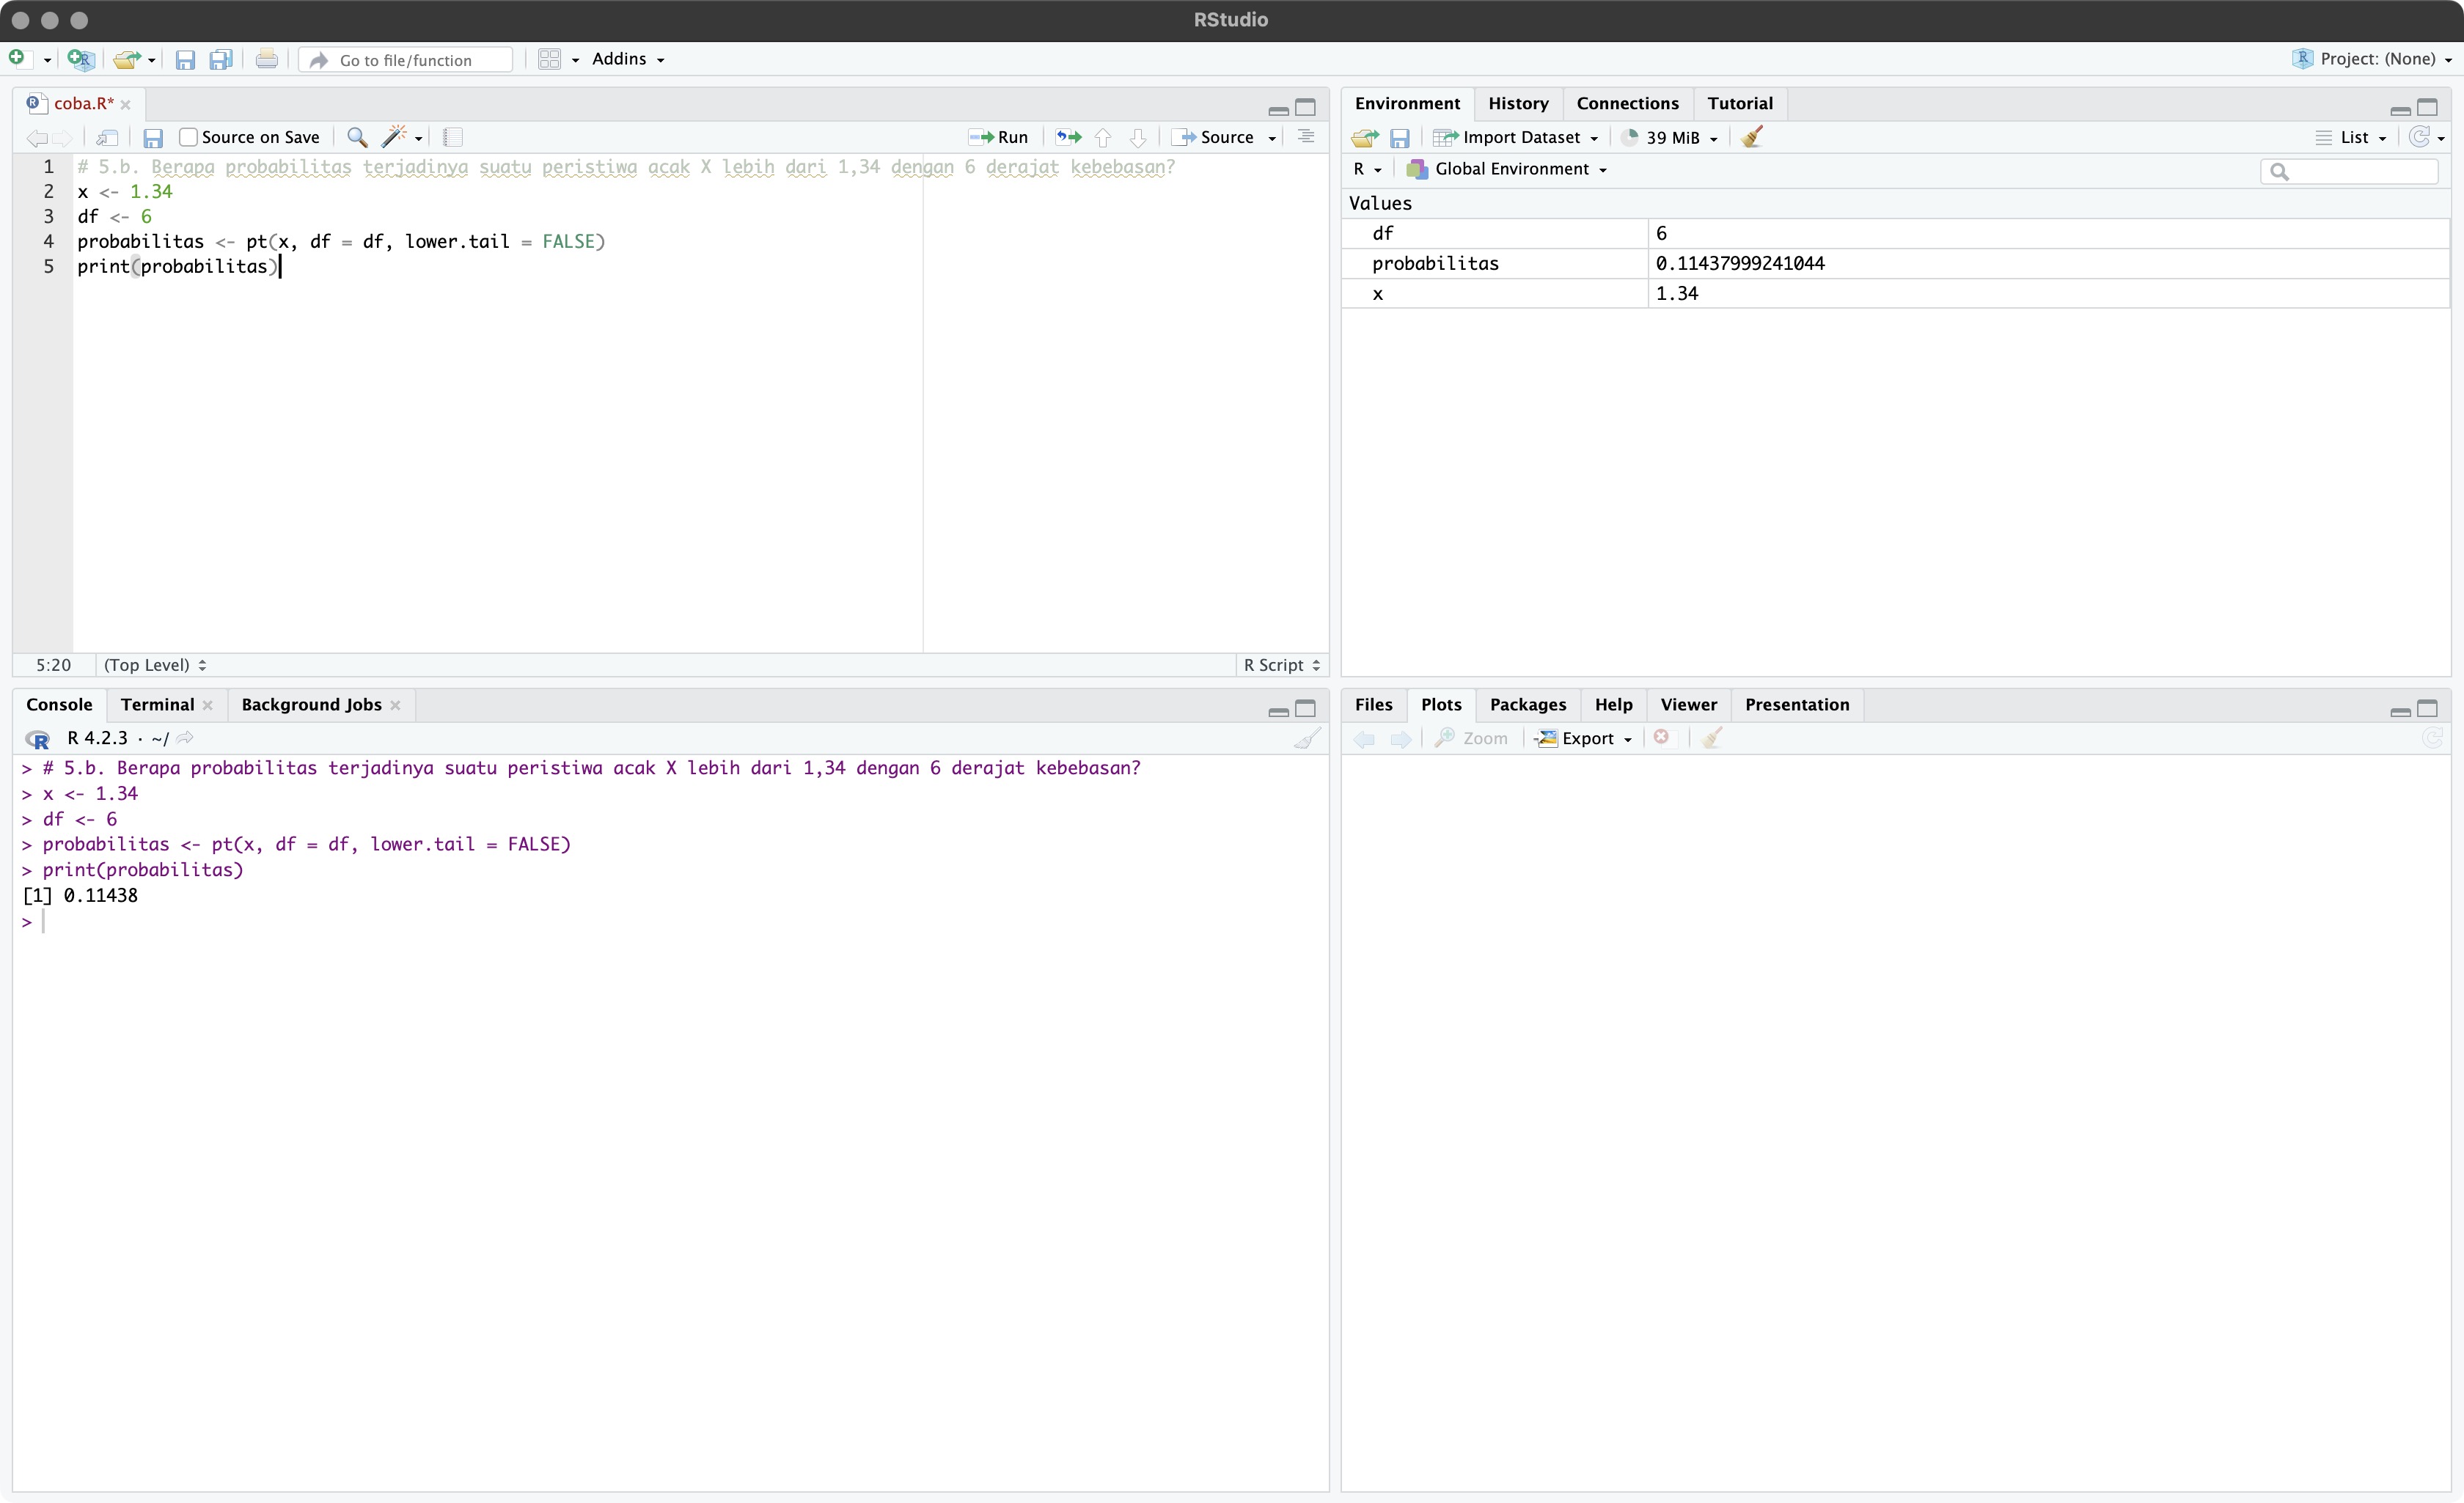 RStudio
Go to file/function
Addins
Project: (None)
coba.R*
Source on Save
Run
Source
1 # 5.b. Berapa probabilitas terjadinya suatu peristiwa acak X lebih dari 1,34 dengan 6 derajat kebebasan?
2 x <- 1.34
3 df <- 6
4 probabilitas <- pt(x, df = df, lower.tail = FALSE)
5 print(probabilitas)
5:20
(Top Level)
R Script
Console
Terminal
Background Jobs
R 4.2.3 · ~/
> # 5.b. Berapa probabilitas terjadinya suatu peristiwa acak X lebih dari 1,34 dengan 6 derajat kebebasan?
> x <- 1.34
> df <- 6
> probabilitas <- pt(x, df = df, lower.tail = FALSE)
> print(probabilitas)
[1] 0.11438
>
Environment
History
Connections
Tutorial
Import Dataset
39 MiB
List
R
Global Environment
Values
df 6
probabilitas 0.11437999241044
x 1.34
Files
Plots
Packages
Help
Viewer
Presentation
Zoom
Export